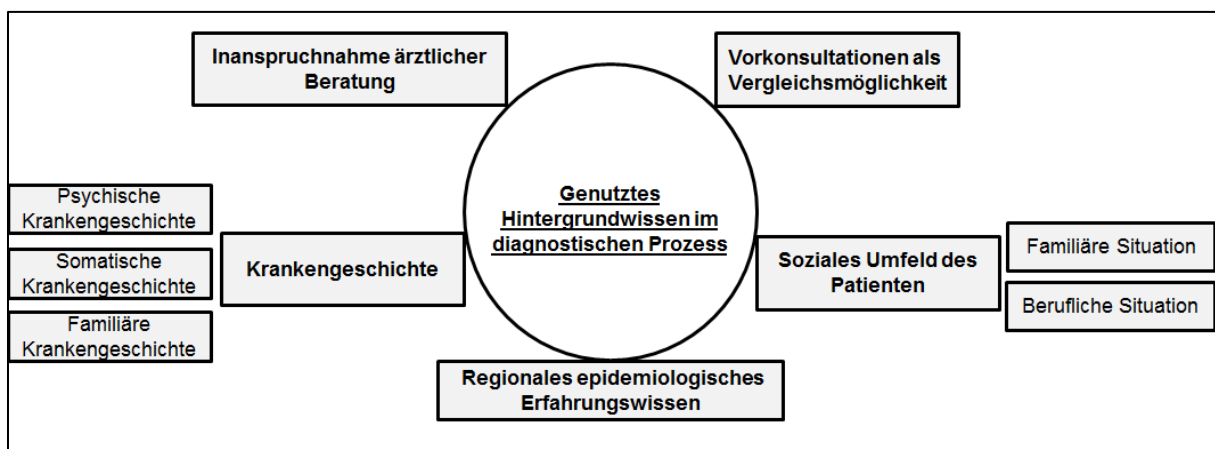 Inanspruchnahme ärztlicher
Beratung
Vorkonsultationen als
Vergleichsmöglichkeit
Genutztes
Hintergrundwissen im
diagnostischen Prozess
Psychische
Krankengeschichte
Somatische
Krankengeschichte
Familiäre
Krankengeschichte
Krankengeschichte
Soziales Umfeld des
Patienten
Familiäre Situation
Berufliche Situation
Regionales epidemiologisches
Erfahrungswissen